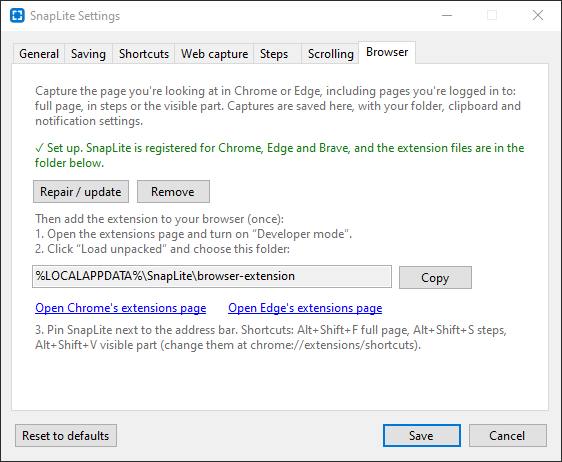 SnapLite Settings
General Saving Shortcuts Web capture Steps Scrolling Browser
Capture the page you're looking at in Chrome or Edge, including pages you're logged in to:
full page, in steps or the visible part. Captures are saved here, with your folder, clipboard and
notification settings.
✓ Set up. SnapLite is registered for Chrome, Edge and Brave, and the extension files are in the
folder below.
Repair / update Remove
Then add the extension to your browser (once):
1. Open the extensions page and turn on “Developer mode”.
2. Click “Load unpacked” and choose this folder:
%LOCALAPPDATA%\SnapLite\browser-extension Copy
Open Chrome's extensions page Open Edge's extensions page
3. Pin SnapLite next to the address bar. Shortcuts: Alt+Shift+F full page, Alt+Shift+S steps,
Alt+Shift+V visible part (change them at chrome://extensions/shortcuts).
Reset to defaults Save Cancel